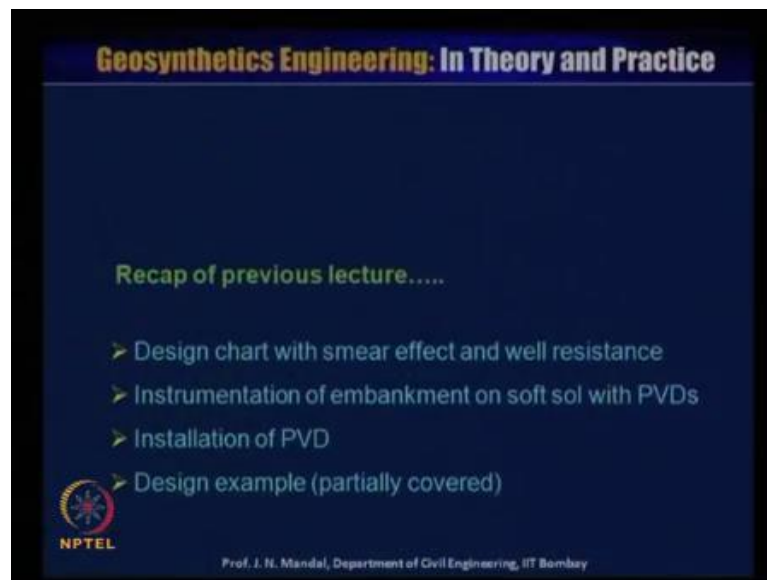 Geosynthetics Engineering: In Theory and Practice
Recap of previous lecture.....
➢ Design chart with smear effect and well resistance
➢ Instrumentation of embankment on soft sol with PVDs
➢ Installation of PVD
➢ Design example (partially covered)
NPTEL
Prof. J. N. Mandal, Department of Civil Engineering, IIT Bombay